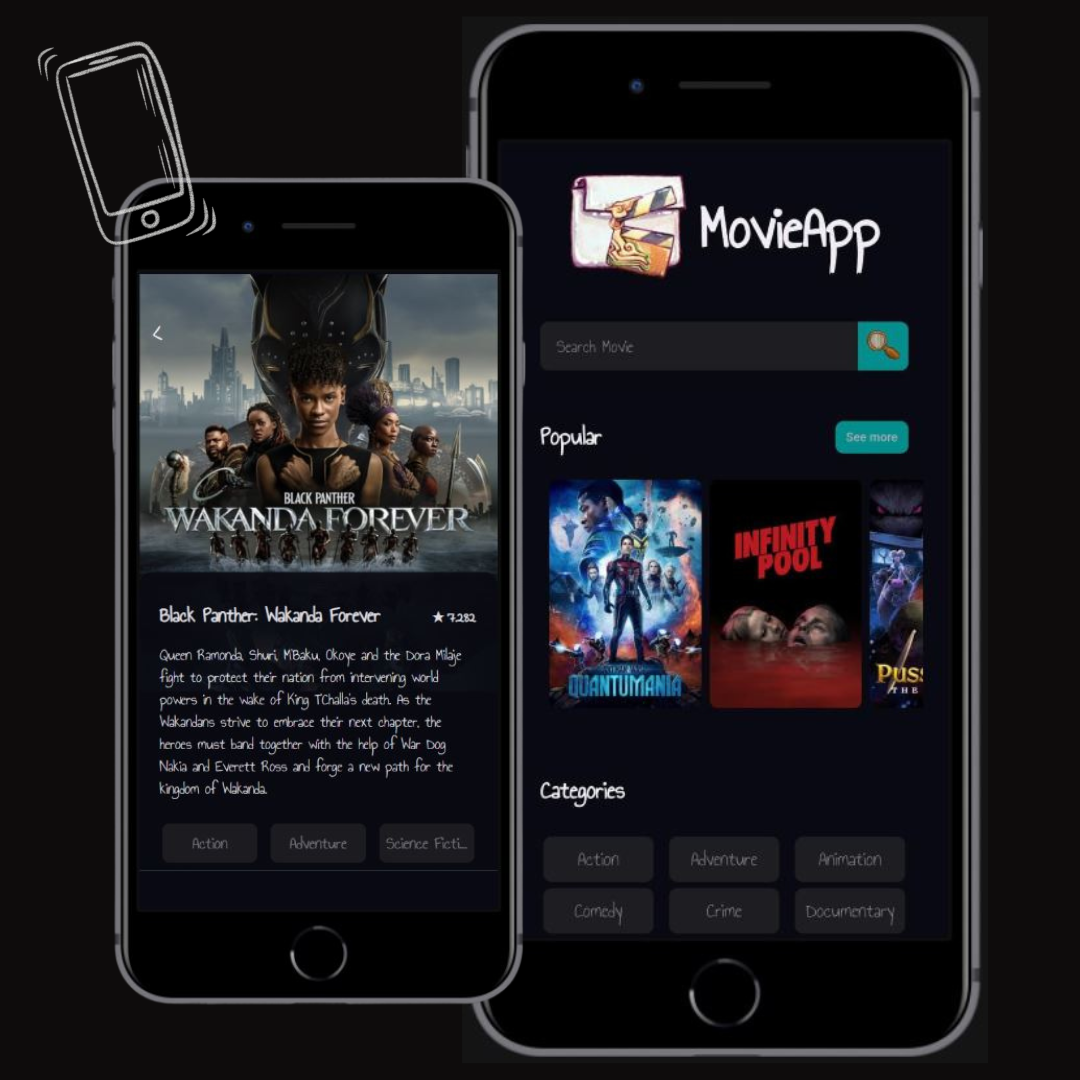 BLACK PANTHER
WAKANDA FOREVER
Black Panther: Wakanda Forever ★ 7.282
Queen Ramonda, Shuri, M'Baku, Okoye and the Dora Milaje
fight to protect their nation from intervening world
powers in the wake of King T'Challa's death. As the
Wakandans strive to embrace their next chapter, the
heroes must band together with the help of War Dog
Nakia and Everett Ross and forge a new path for the
kingdom of Wakanda.
Action Adventure Science Ficti...
MovieApp
Search Movie
Popular See more
QUANTUMANIA
INFINITY
POOL
Puss
THE
Categories
Action Adventure Animation
Comedy Crime Documentary